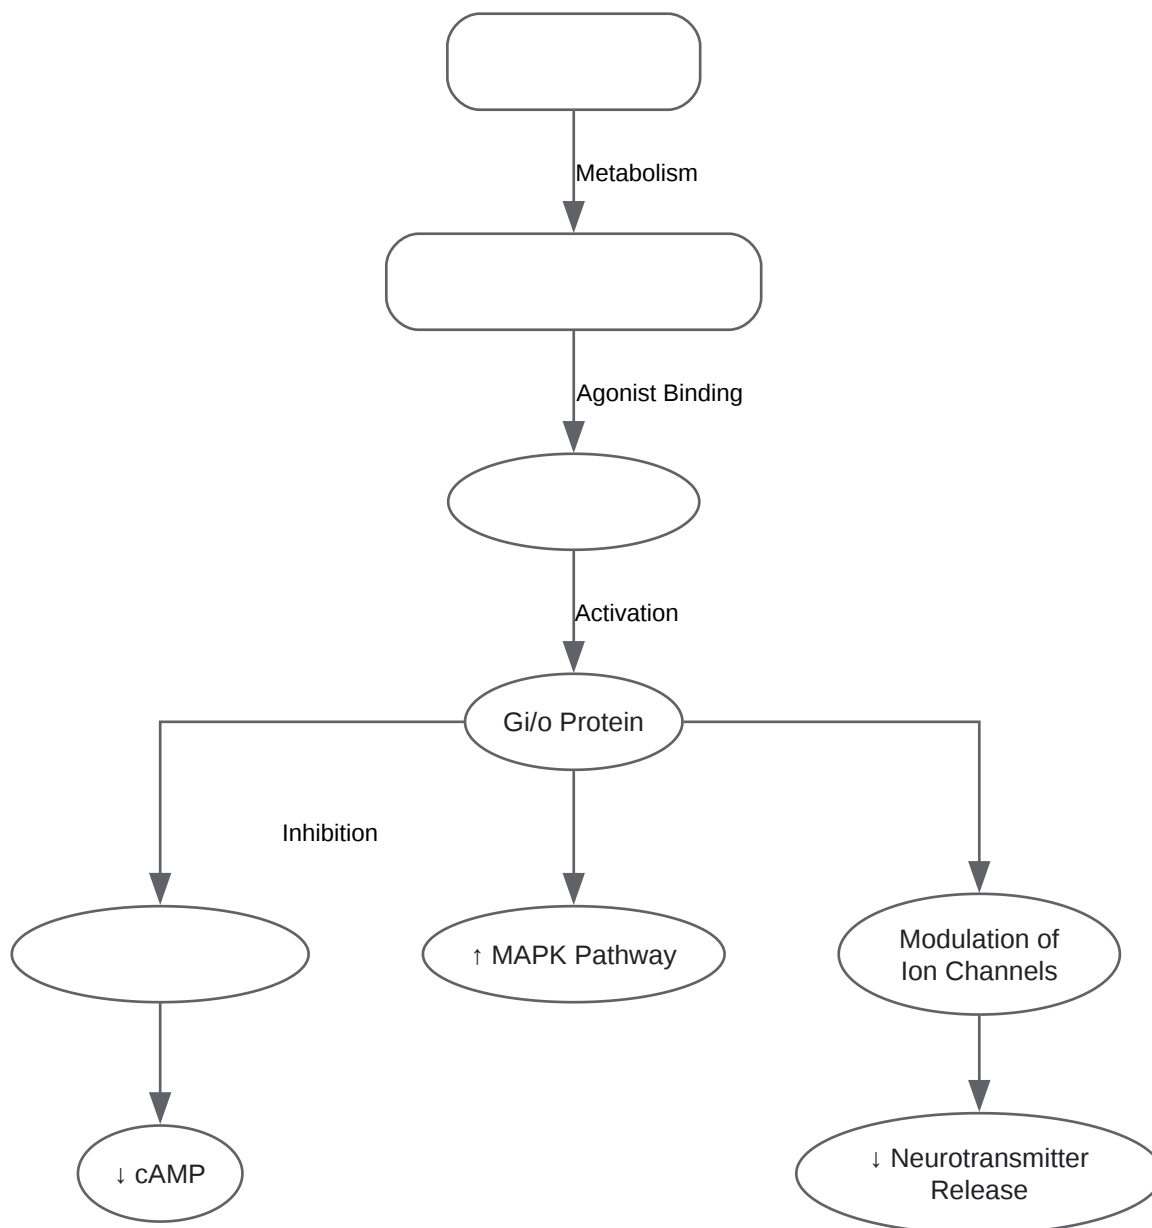 Metabolism
Agonist Binding
Activation
Gi/o Protein
Inhibition
↑ MAPK Pathway
Modulation of
Ion Channels
↓ cAMP
↓ Neurotransmitter
Release